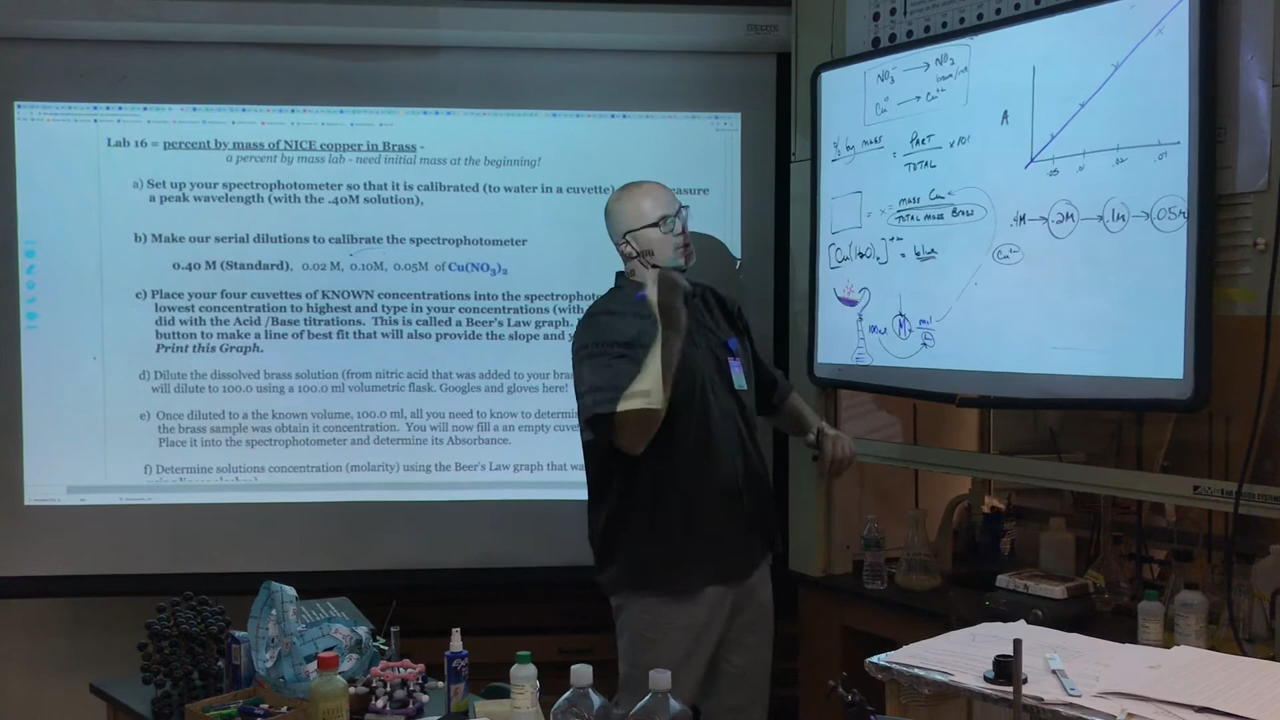 Lab 16 = percent by mass of NICE copper in Brass -
a percent by mass lab - need initial mass at the beginning!
a) Set up your spectrophotometer so that it is calibrated (to water in a cuvette)
a peak wavelength (with the .40M solution),
b) Make our serial dilutions to calibrate the spectrophotometer
0.40 M (Standard), 0.02 M, 0.10M, 0.05M of Cu(NO3)2
c) Place your four cuvettes of KNOWN concentrations into the
lowest concentration to highest and type in your concentrations (with
did with the Acid /Base titrations. This is called a Beer's Law graph.
button to make a line of best fit that will also provide the slope and
Print this Graph.
d) Dilute the dissolved brass solution (from nitric acid that was added to your
will dilute to 100.0 using a 100.0 ml volumetric flask. Googles and gloves here!
e) Once diluted to a the known volume, 100.0 ml, all you need to know to
the brass sample was obtain it concentration. You will now fill a an empty
Place it into the spectrophotometer and determine its Absorbance.
f) Determine solutions concentration (molarity) using the Beer's Law graph that
NO3⁻ → NO2
Cu⁰ → Cu²⁺
% by mass = PART / TOTAL × 100
= x = MASS Cu / TOTAL MASS BRASS
[Cu(H2O)6]⁺² = blue
100ml M = mol / L
A
.05 .01 .02 .04
.4M → .2M → .1M → .05M
Cu²⁺